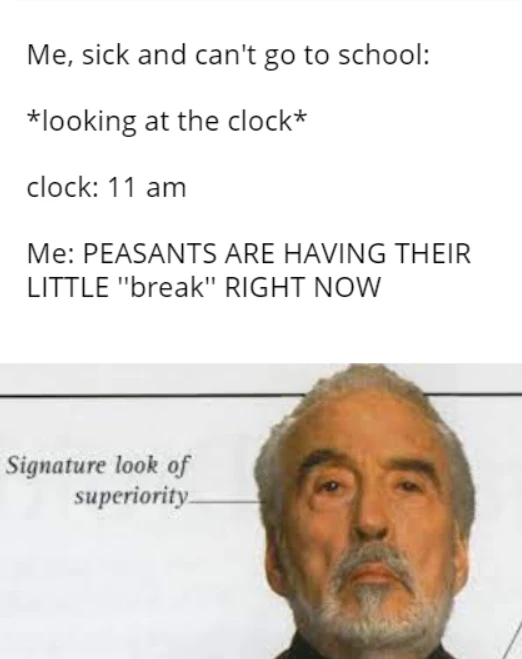 Me, sick and can't go to school:
*looking at the clock*
clock: 11 am
Me: PEASANTS ARE HAVING THEIR
LITTLE "break" RIGHT NOW
Signature look of
superiority